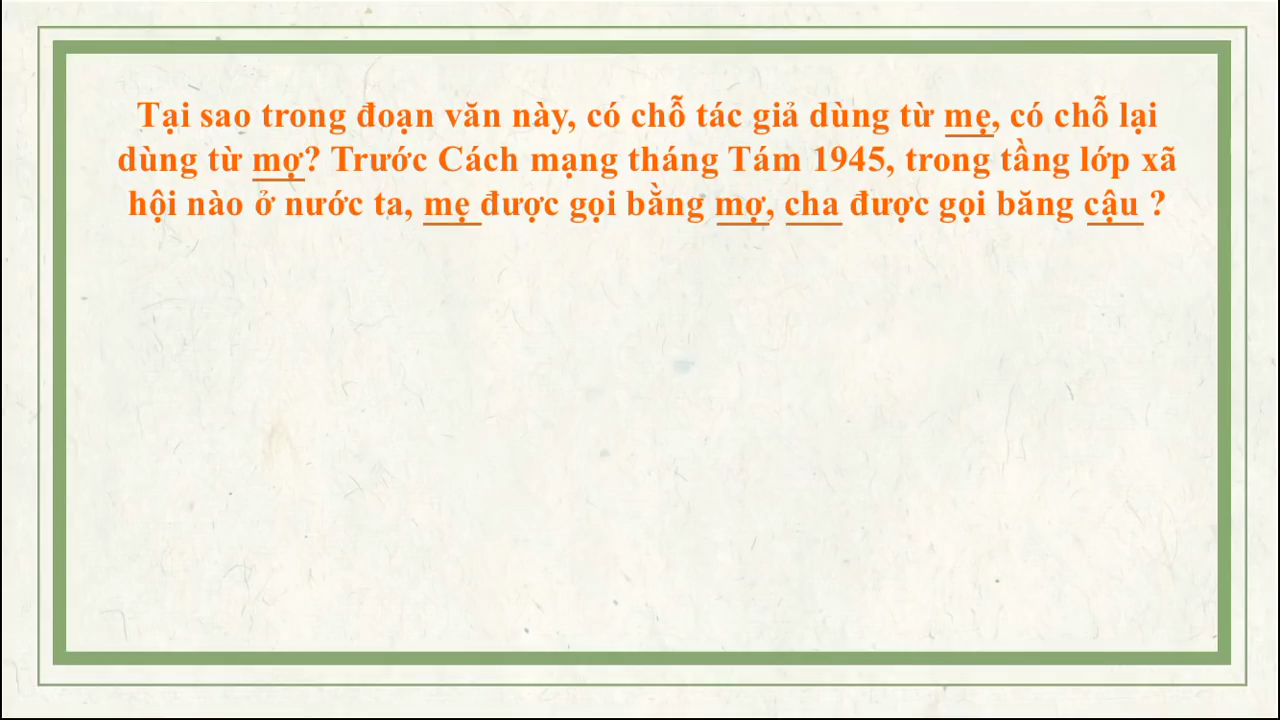 Tại sao trong đoạn văn này, có chỗ tác giả dùng từ mẹ, có chỗ lại
dùng từ mợ? Trước Cách mạng tháng Tám 1945, trong tầng lớp xã
hội nào ở nước ta, mẹ được gọi bằng mợ, cha được gọi băng cậu ?